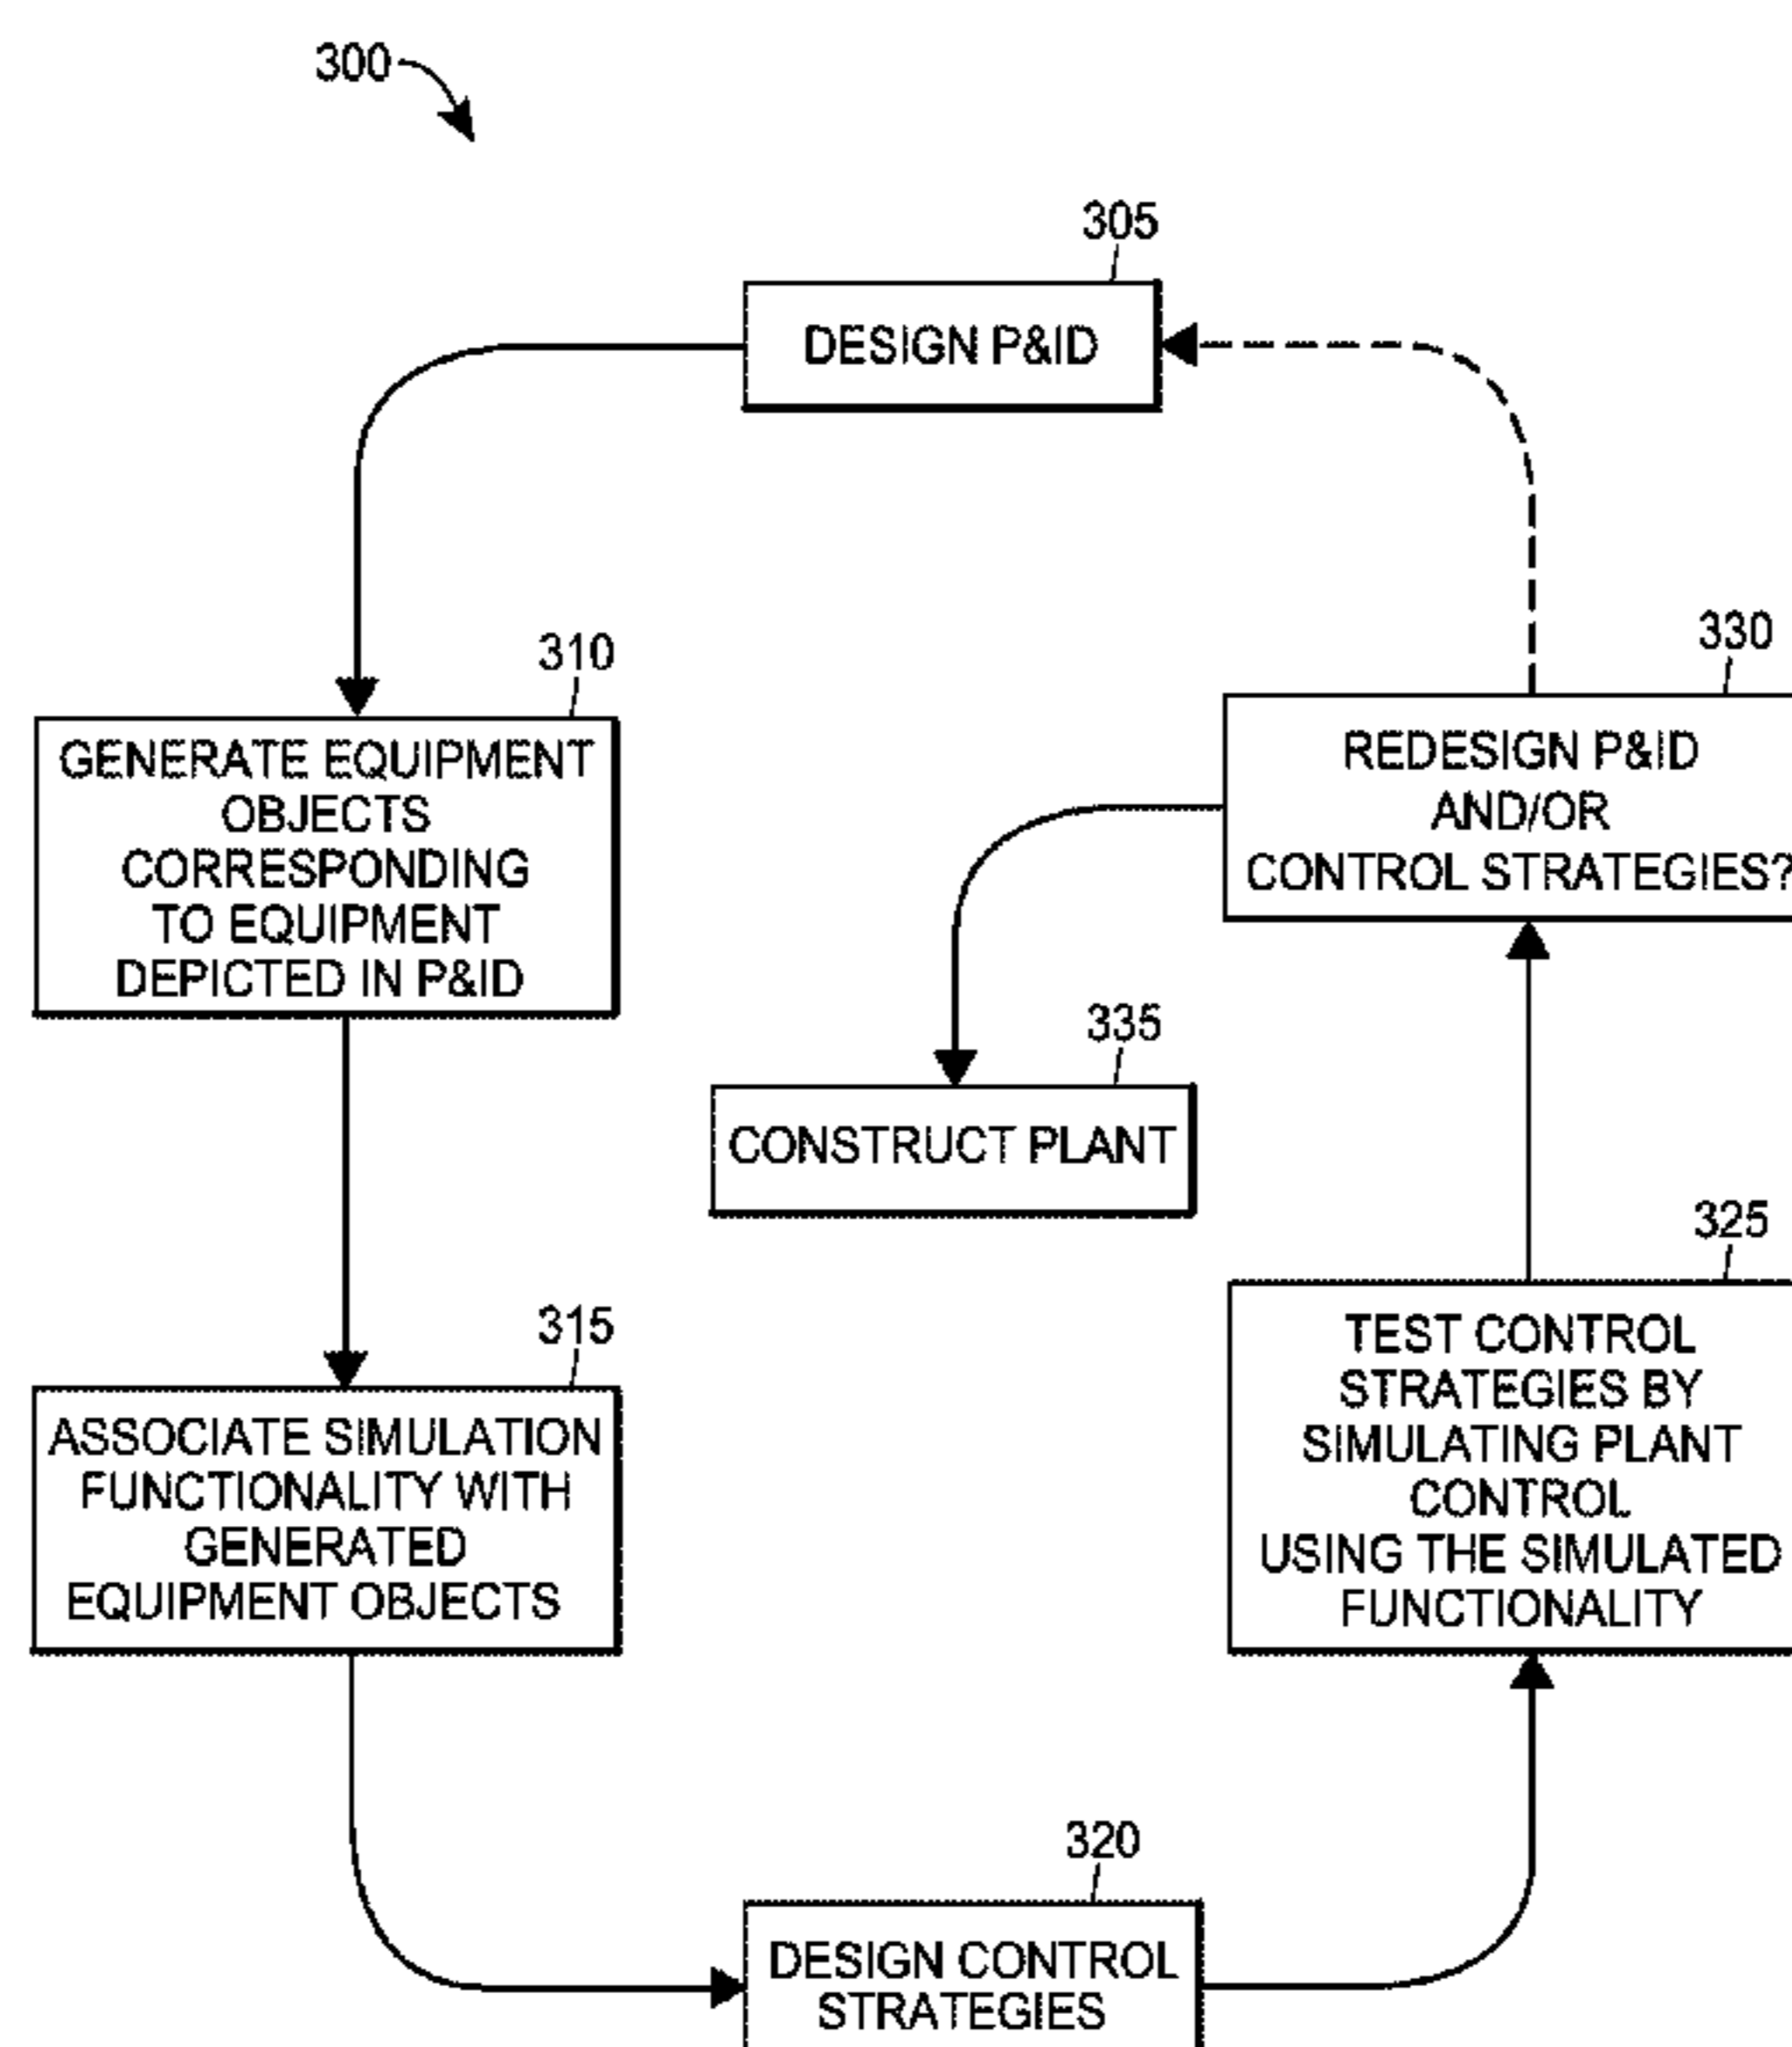 300
305
DESIGN P&ID
310
GENERATE EQUIPMENT
OBJECTS
CORRESPONDING
TO EQUIPMENT
DEPICTED IN P&ID
330
REDESIGN P&ID
AND/OR
CONTROL STRATEGIES?
335
CONSTRUCT PLANT
315
ASSOCIATE SIMULATION
FUNCTIONALITY WITH
GENERATED
EQUIPMENT OBJECTS
325
TEST CONTROL
STRATEGIES BY
SIMULATING PLANT
CONTROL
USING THE SIMULATED
FUNCTIONALITY
320
DESIGN CONTROL
STRATEGIES